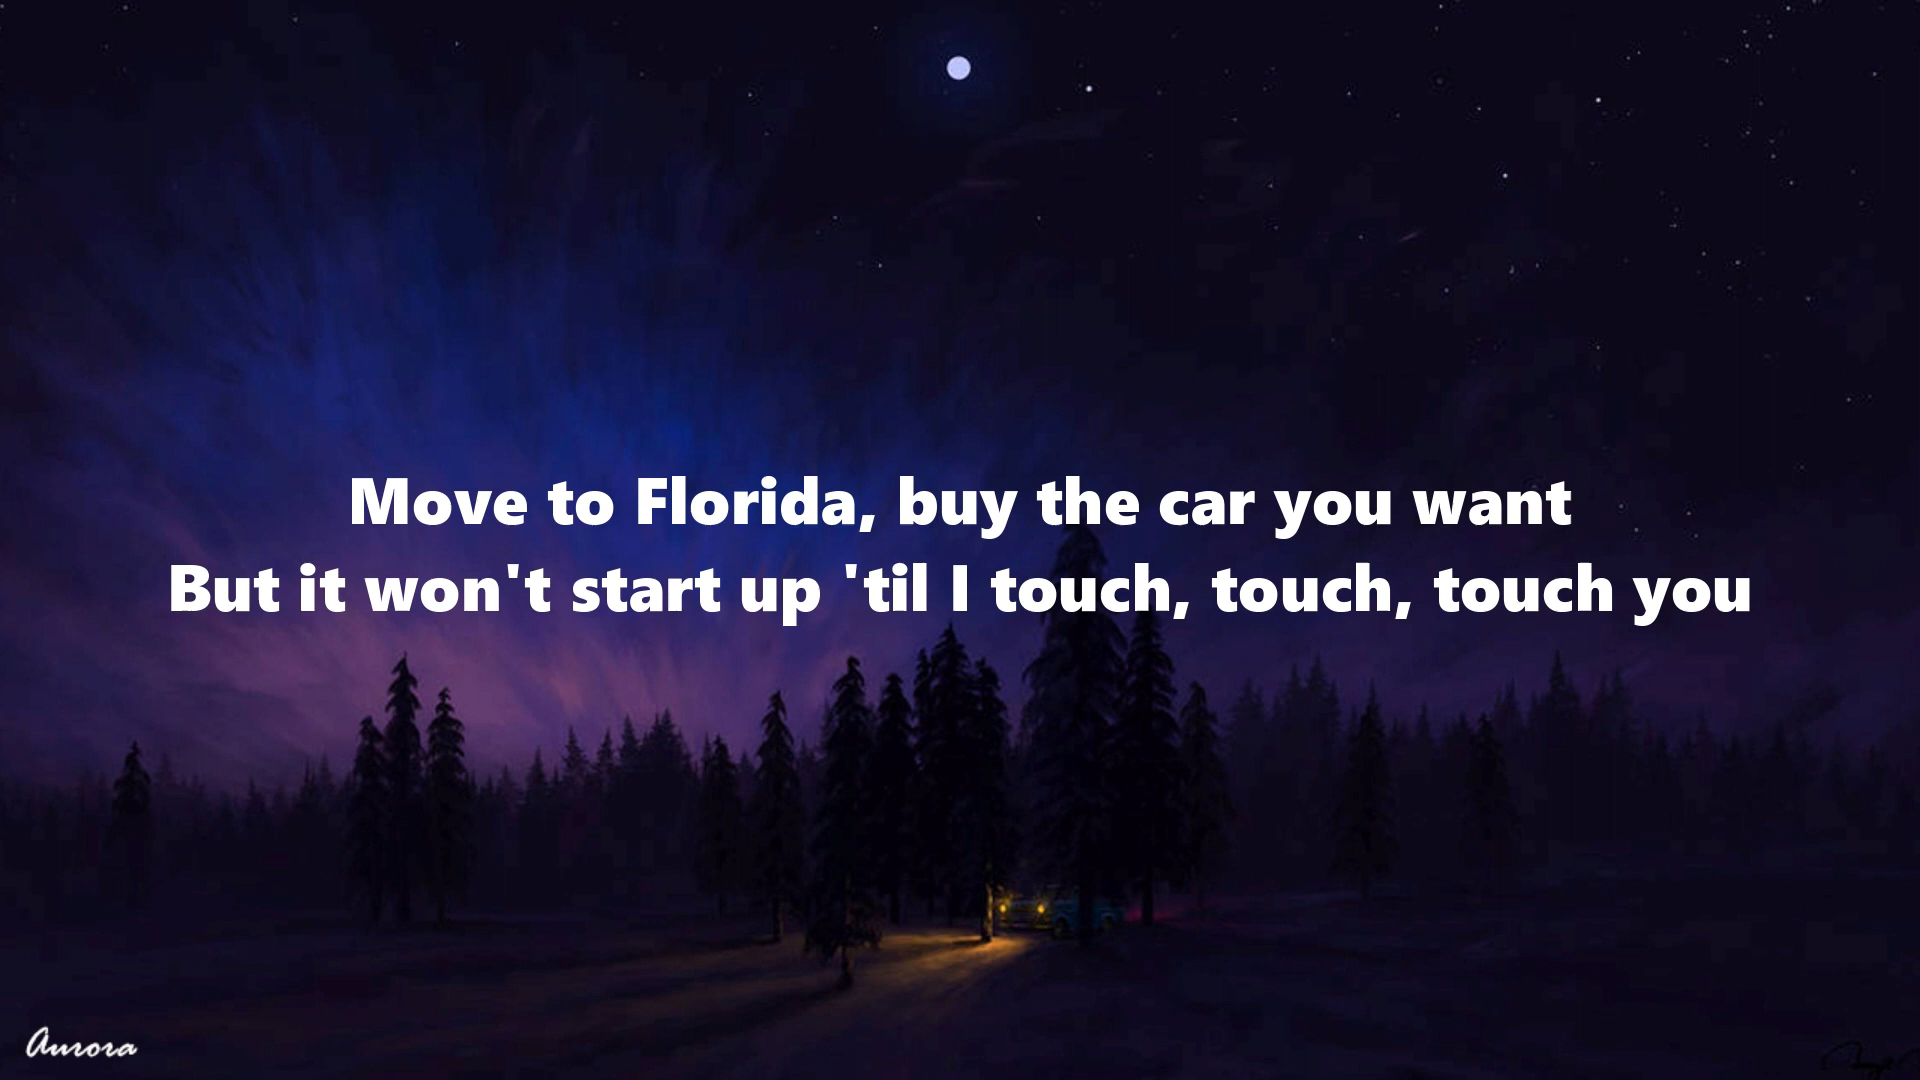 Move to Florida, buy the car you want
But it won't start up 'til I touch, touch, touch you
Aurora